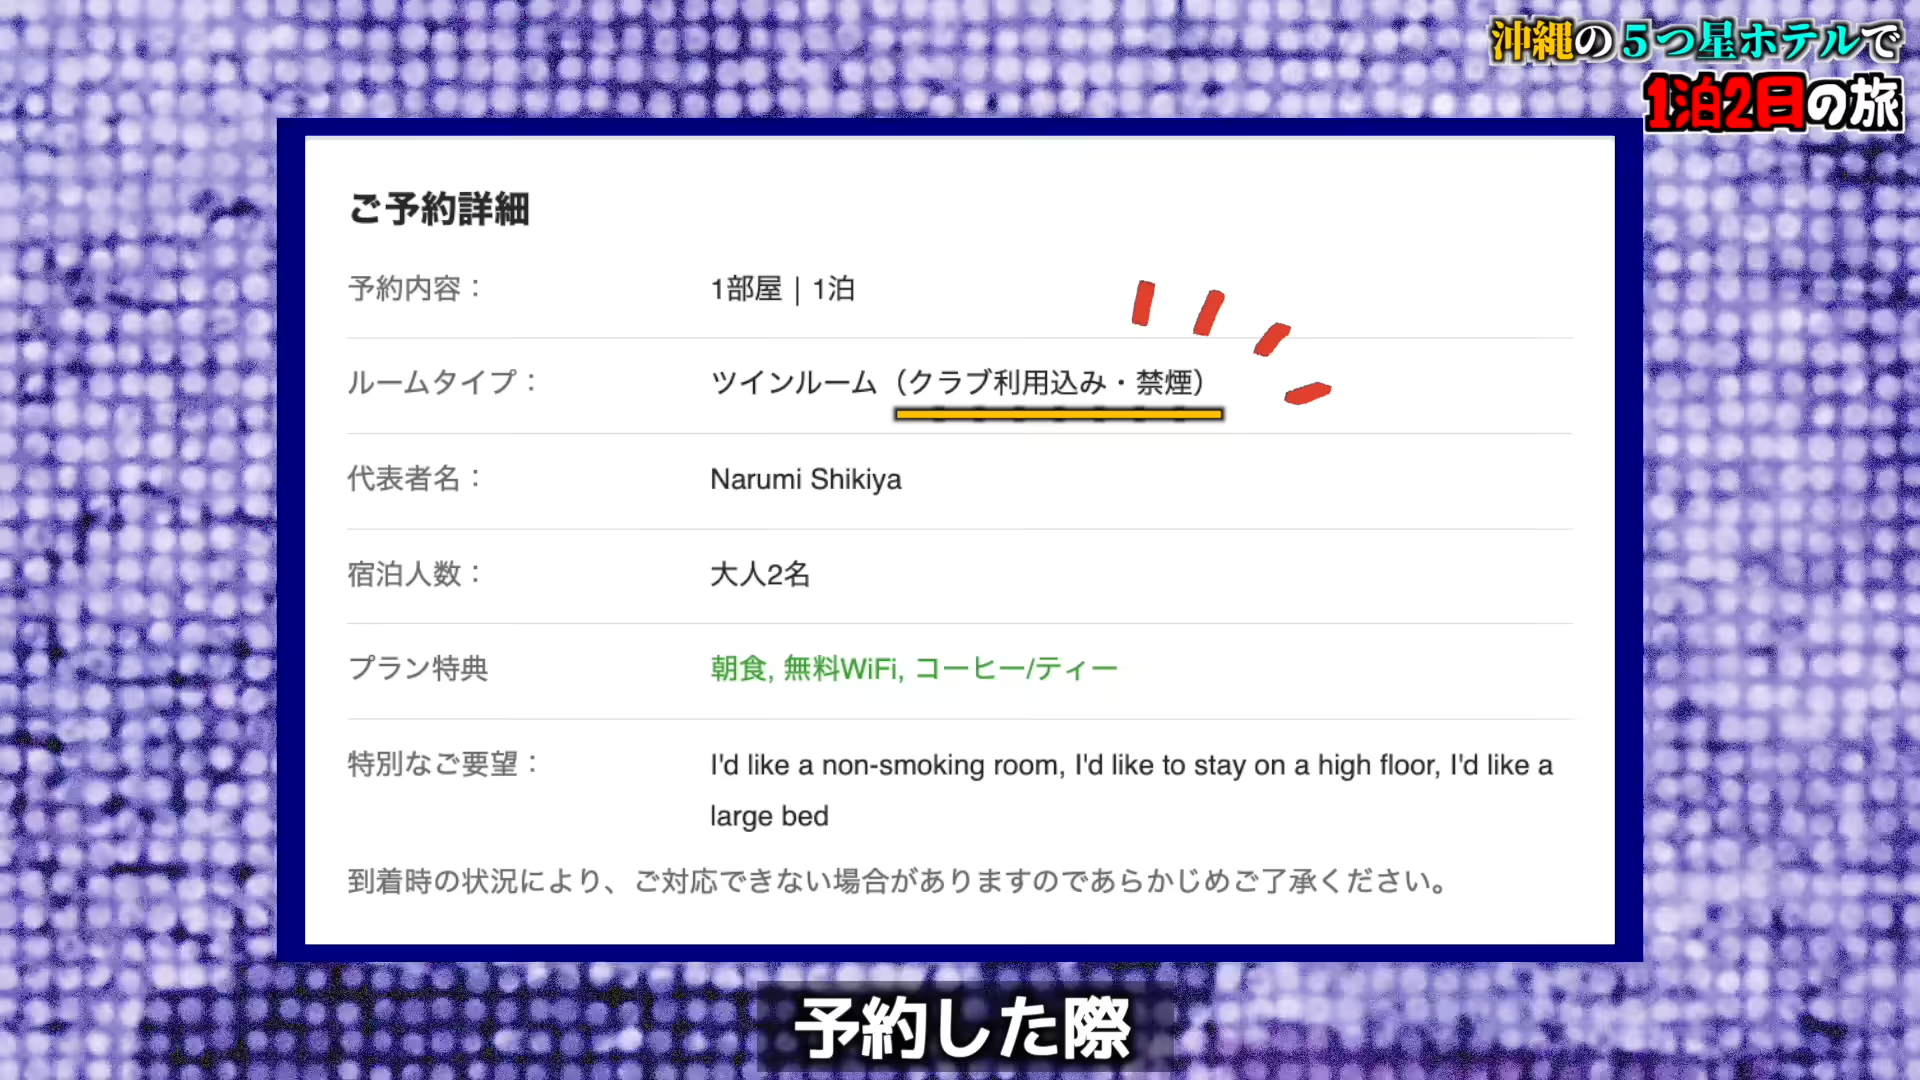 沖縄の5つ星ホテルで
1泊2日の旅
ご予約詳細
予約内容： 1部屋 | 1泊
ルームタイプ： ツインルーム（クラブ利用込み・禁煙）
代表者名： Narumi Shikiya
宿泊人数： 大人2名
プラン特典 朝食, 無料WiFi, コーヒー/ティー
特別なご要望： I'd like a non-smoking room, I'd like to stay on a high floor, I'd like a
large bed
到着時の状況により、ご対応できない場合がありますのであらかじめご了承ください。
予約した際